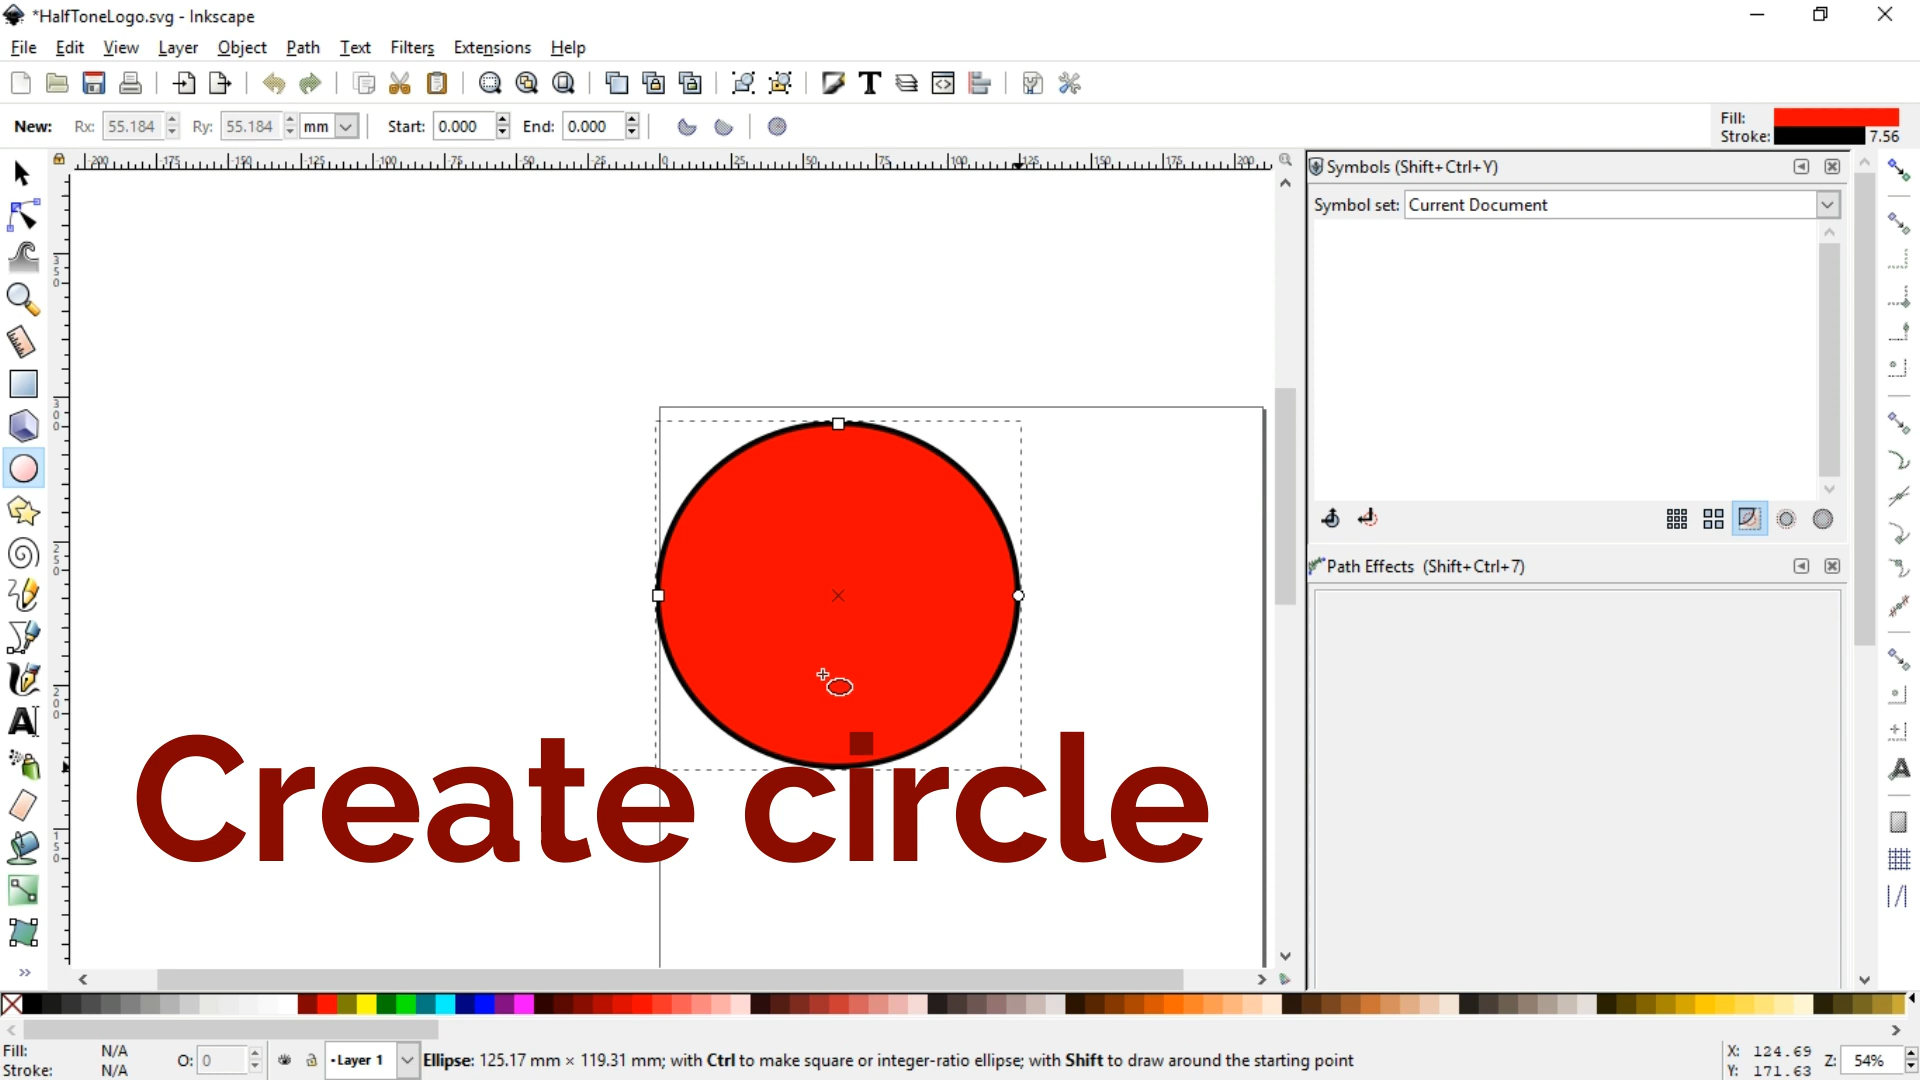 *HalfToneLogo.svg - Inkscape
File Edit View Layer Object Path Text Filters Extensions Help
New: Rx: 55.184 Ry: 55.184 mm Start: 0.000 End: 0.000
Fill:
Stroke: 7.56
Symbols (Shift+Ctrl+Y)
Symbol set: Current Document
Path Effects (Shift+Ctrl+7)
Create circle
Fill: N/A
Stroke: N/A
O: 0
•Layer 1
Ellipse: 125.17 mm × 119.31 mm; with Ctrl to make square or integer-ratio ellipse; with Shift to draw around the starting point
X: 124.69
Y: 171.63
Z: 54%